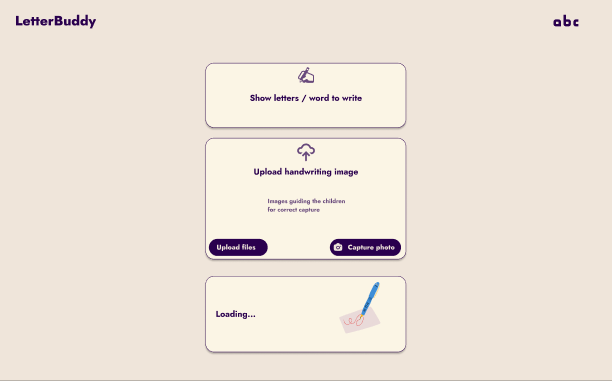 LetterBuddy
abc
Show letters / word to write
Upload handwriting image
Images guiding the children
for correct capture
Upload files
Capture photo
Loading...